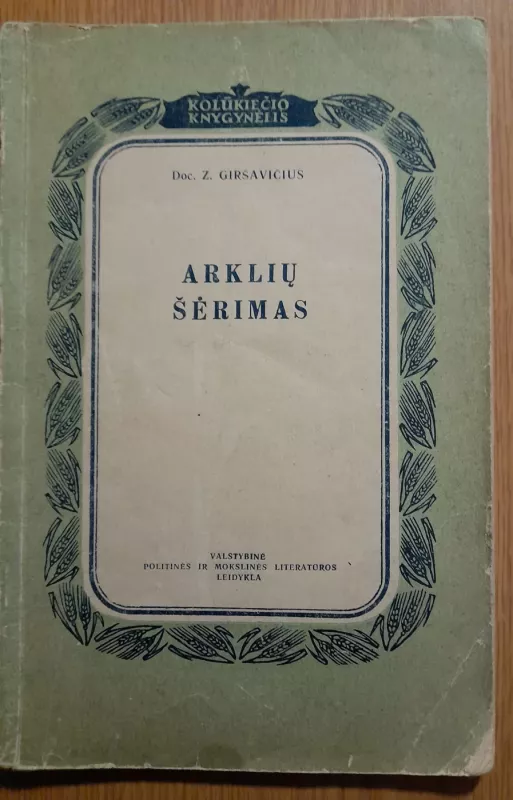 KOLŪKIEČIO
KNYGYNĖLIS
Doc. Z. GIRSAVIČIUS
ARKLIŲ
ŠĖRIMAS
VALSTYBINĖ
POLITINĖS IR MOKSLINĖS LITERATŪROS
LEIDYKLA